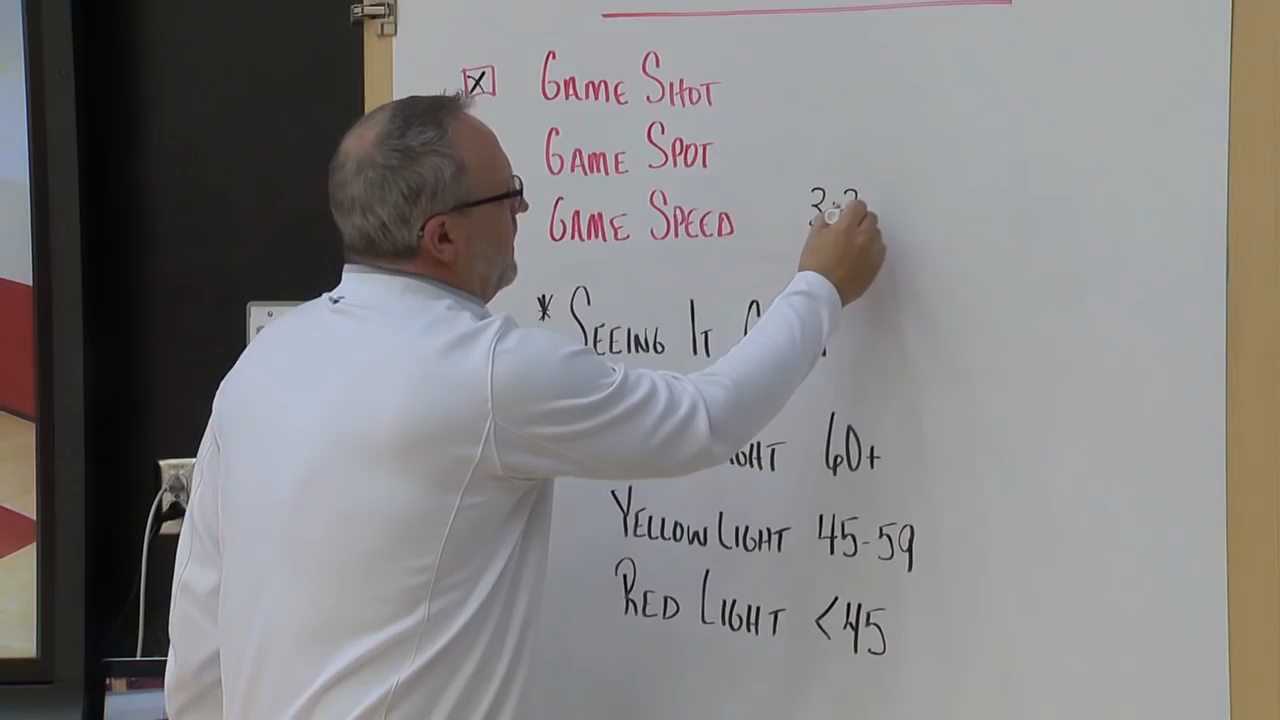 X GAME SHOT
GAME SPOT
GAME SPEED
* SEEING IT
60+
YELLOW LIGHT 45-59
RED LIGHT <45